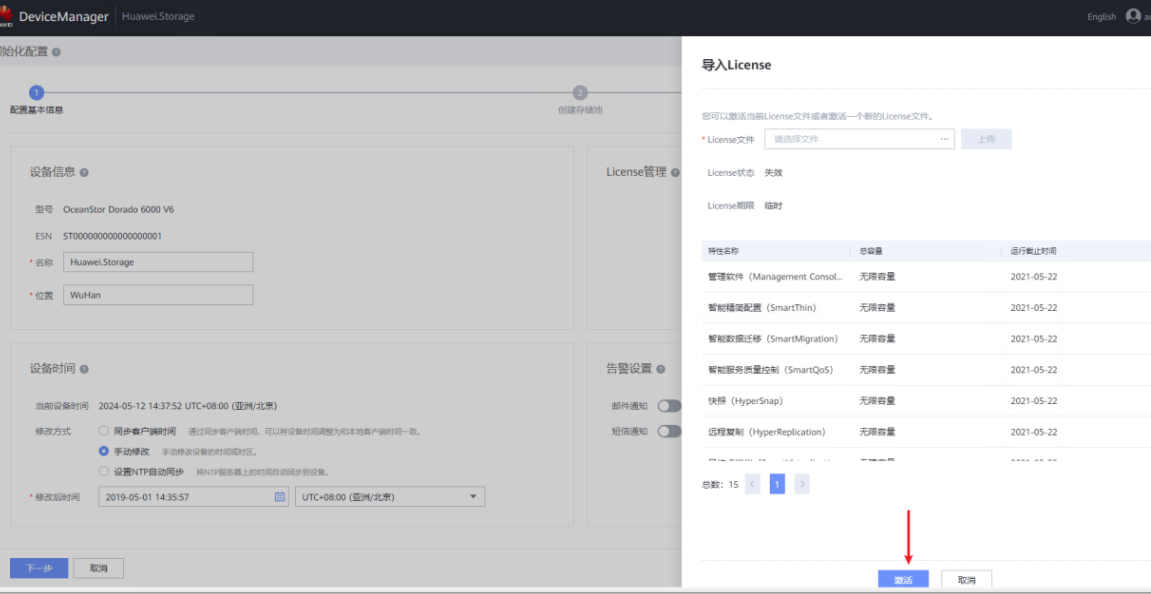 DeviceManager Huawei.Storage English
始化配置
1 配置基本信息
2 创建存储池
设备信息
型号 OceanStor Dorado 6000 V6
ESN ST000000000000000001
* 名称 Huawei.Storage
* 位置 WuHan
License管理
设备时间
当前设备时间 2024-05-12 14:37:52 UTC+08:00 (亚洲/北京)
修改方式 同步客户端时间 通过同步客户端时间，可以将设备时间调整为和本地客户端时间一致。
手动修改 手动修改设备的时间或时区。
设置NTP自动同步 将NTP服务器上的时间自动同步到设备。
* 修改后时间 2019-05-01 14:35:57 UTC+08:00 (亚洲/北京)
告警设置
邮件通知
短信通知
下一步 取消
导入License
您可以激活当前License文件或者激活一个新的License文件。
* License文件 请选择文件 ... 上传
License状态 失效
License期限 临时
特性名称 总容量 运行截止时间
管理软件（Management Consol... 无限容量 2021-05-22
智能精简配置（SmartThin） 无限容量 2021-05-22
智能数据迁移（SmartMigration） 无限容量 2021-05-22
智能服务质量控制（SmartQoS） 无限容量 2021-05-22
快照（HyperSnap） 无限容量 2021-05-22
远程复制（HyperReplication） 无限容量 2021-05-22
总数：15 < 1 >
激活 取消